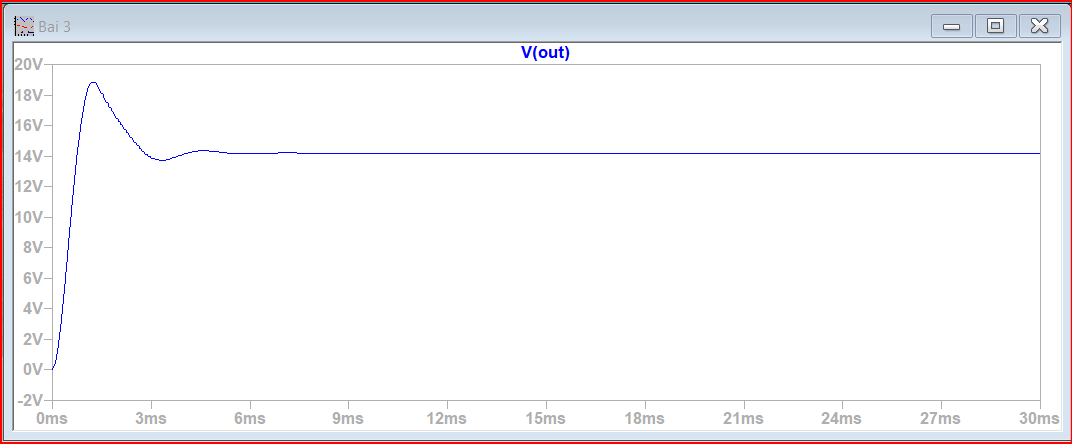 Bai 3
V(out)
20V
18V
16V
14V
12V
10V
8V
6V
4V
2V
0V
-2V
0ms 3ms 6ms 9ms 12ms 15ms 18ms 21ms 24ms 27ms 30ms